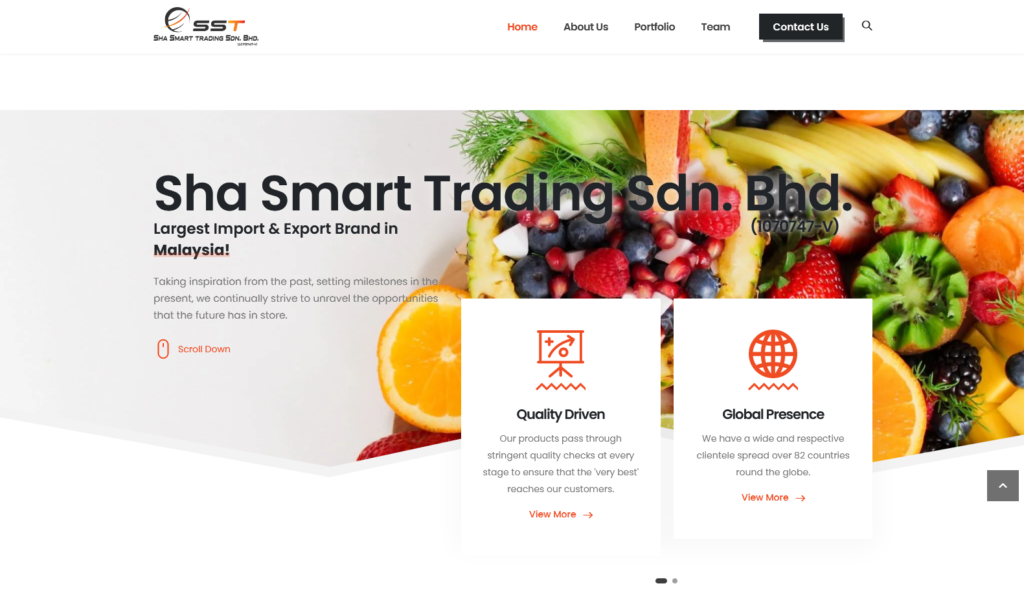 SST
SHA SMART TRADING SDN. BHD.
Home
About Us
Portfolio
Team
Contact Us
Sha Smart Trading Sdn. Bhd.
(1070747-V)
Largest Import & Export Brand in
Malaysia!
Taking inspiration from the past, setting milestones in the
present, we continually strive to unravel the opportunities
that the future has in store.
Scroll Down
Quality Driven
Our products pass through
stringent quality checks at every
stage to ensure that the 'very best'
reaches our customers.
View More
Global Presence
We have a wide and respective
clientele spread over 82 countries
round the globe.
View More